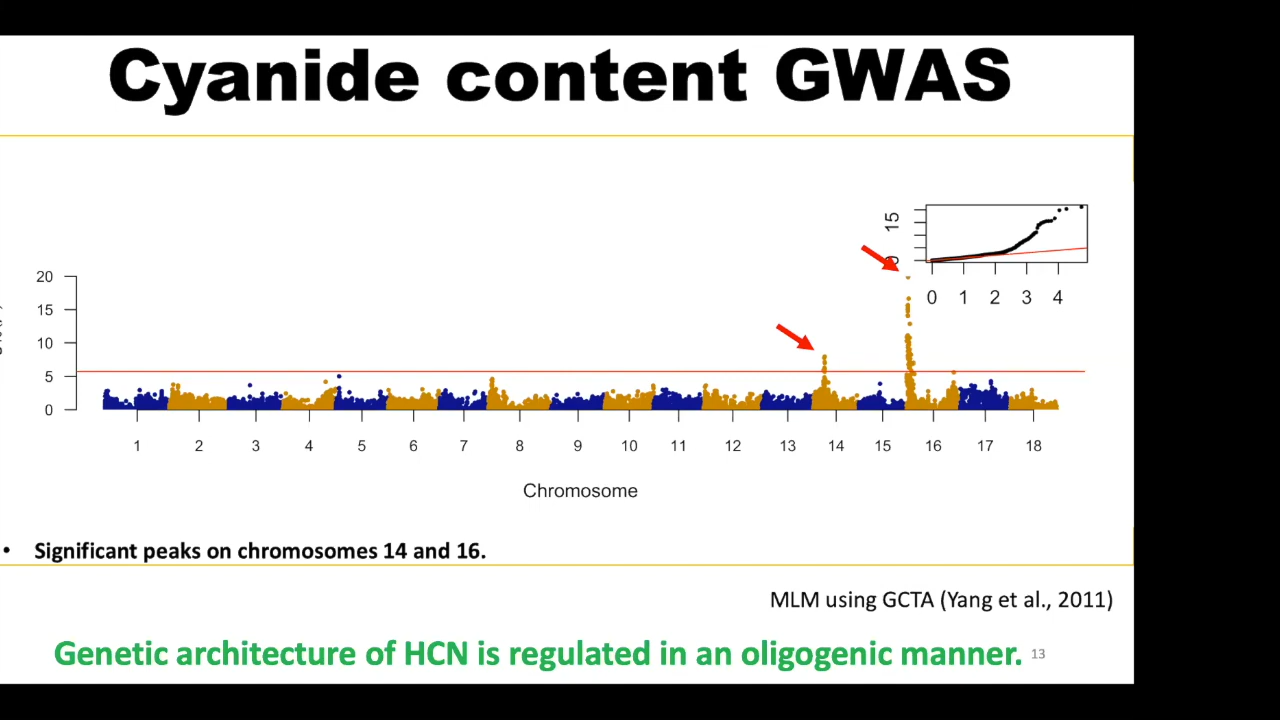 Cyanide content GWAS
15
0
0 1 2 3 4
20
15
10
5
0
1 2 3 4 5 6 7 8 9 10 11 12 13 14 15 16 17 18
Chromosome
• Significant peaks on chromosomes 14 and 16.
MLM using GCTA (Yang et al., 2011)
Genetic architecture of HCN is regulated in an oligogenic manner. 13